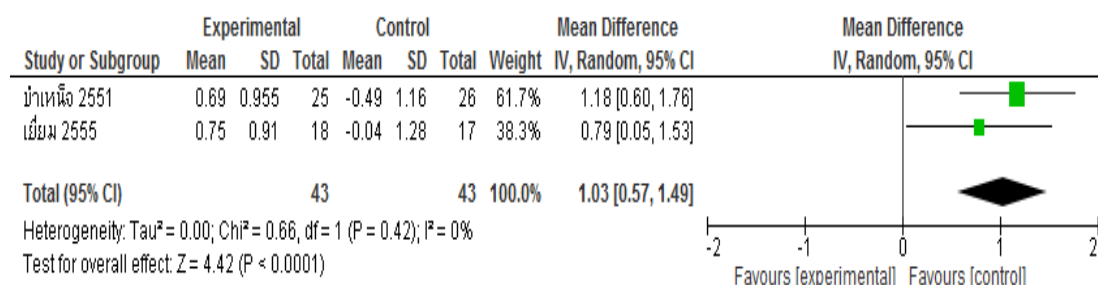 Experimental Control Mean Difference Mean Difference
Study or Subgroup Mean SD Total Mean SD Total Weight IV, Random, 95% CI IV, Random, 95% CI
บำเหน็จ 2551 0.69 0.955 25 -0.49 1.16 26 61.7% 1.18 [0.60, 1.76]
เยี่ยม 2555 0.75 0.91 18 -0.04 1.28 17 38.3% 0.79 [0.05, 1.53]
Total (95% CI) 43 43 100.0% 1.03 [0.57, 1.49]
Heterogeneity: Tau² = 0.00; Chi² = 0.66, df = 1 (P = 0.42); I² = 0%
Test for overall effect: Z = 4.42 (P < 0.0001)
-2 -1 0 1 2
Favours [experimental] Favours [control]